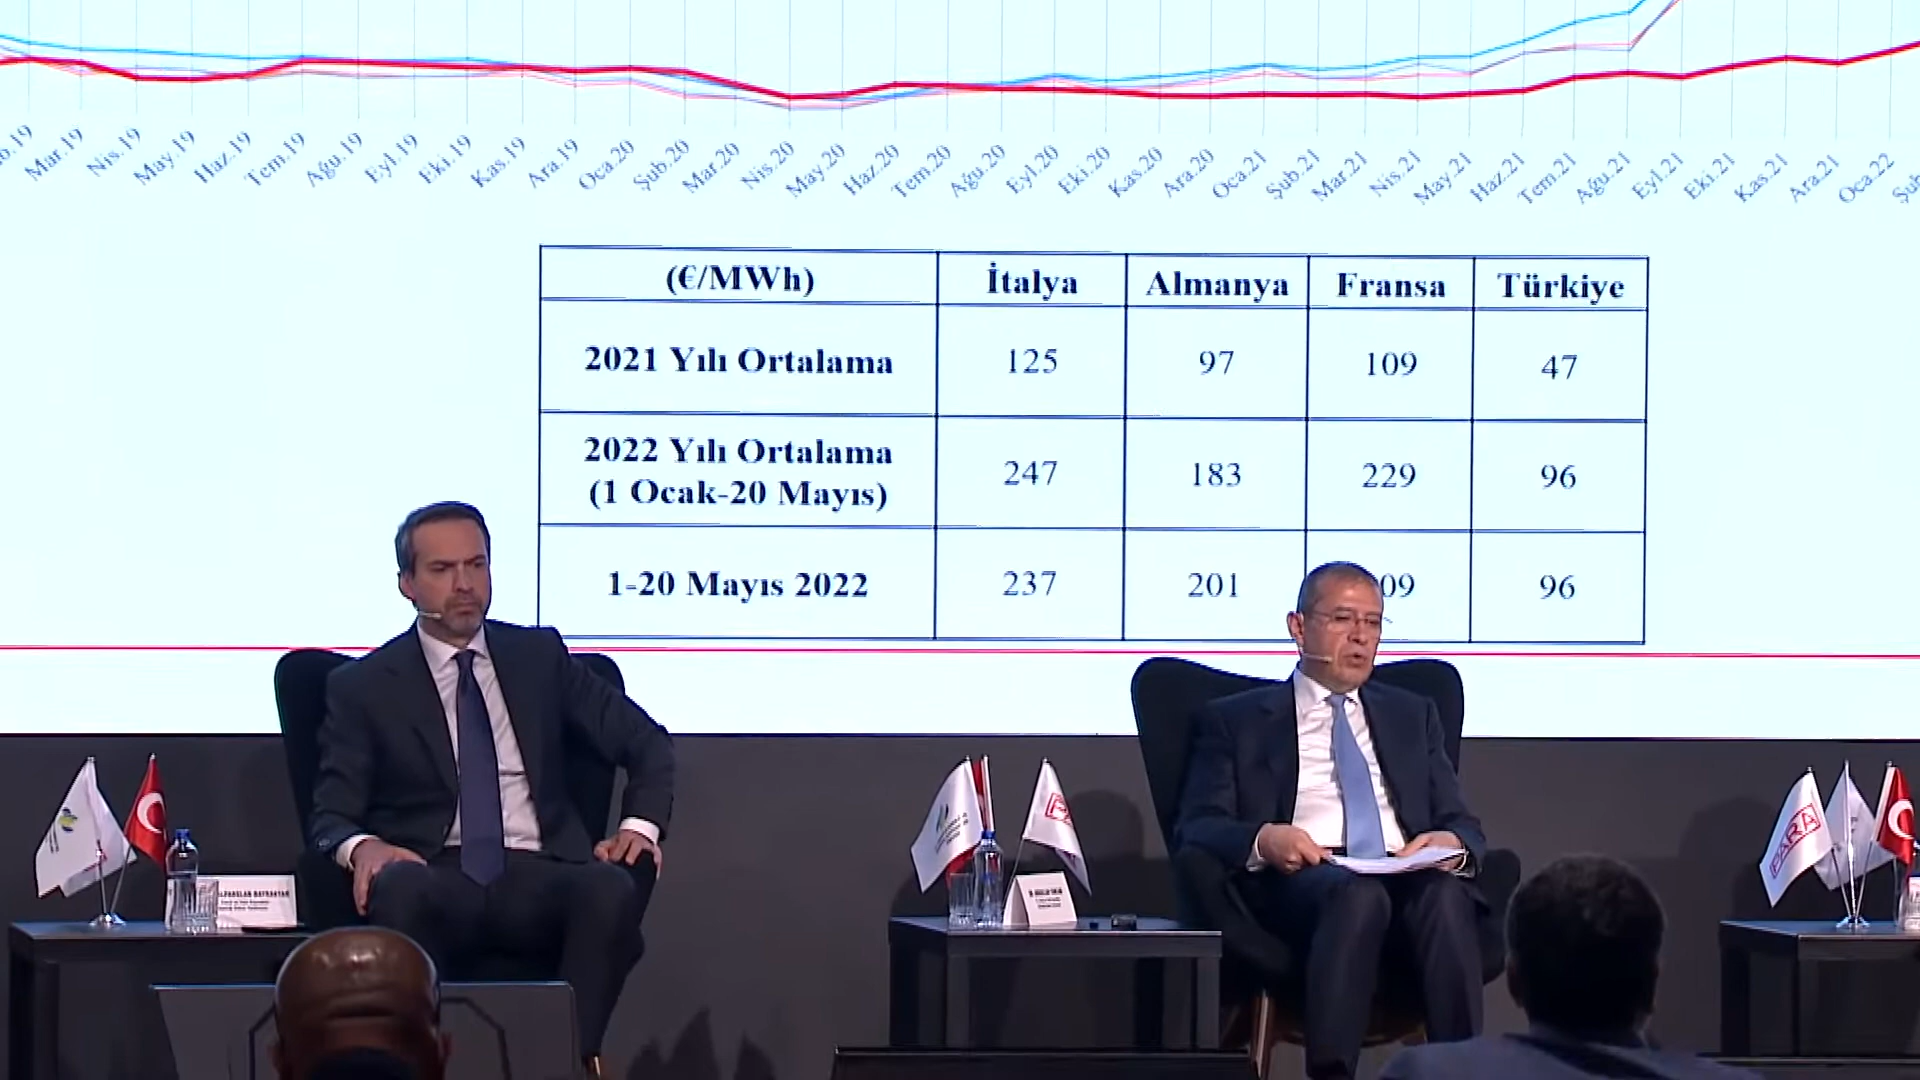 Mar.19 Nis.19 May.19 Haz.19 Tem.19 Ağu.19 Eyl.19 Eki.19 Kas.19 Ara.19 Oca.20 Şub.20 Mar.20 Nis.20 May.20 Haz.20 Tem.20 Ağu.20 Eyl.20 Eki.20 Kas.20 Ara.20 Oca.21 Şub.21 Mar.21 Nis.21 May.21 Haz.21 Tem.21 Ağu.21 Eyl.21 Eki.21 Kas.21 Ara.21 Oca.22
(€/MWh) İtalya Almanya Fransa Türkiye
2021 Yılı Ortalama 125 97 109 47
2022 Yılı Ortalama
(1 Ocak-20 Mayıs) 247 183 229 96
1-20 Mayıs 2022 237 201 09 96
PARA
BAYRAKTAR